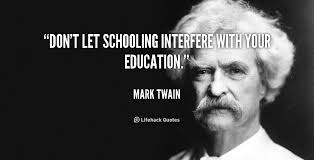 “DON'T LET SCHOOLING INTERFERE WITH YOUR
EDUCATION.”
MARK TWAIN
Lifehack Quotes